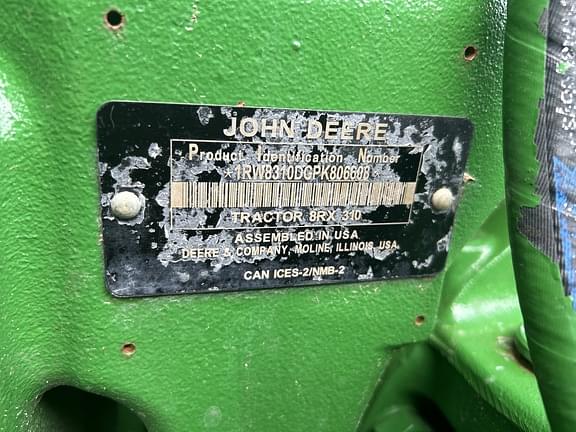 JOHN DEERE
Product Identification Number
*1RW8310DCPK806608
TRACTOR 8RX 310
ASSEMBLED IN USA
DEERE & COMPANY, MOLINE, ILLINOIS USA
CAN ICES-2/NMB-2